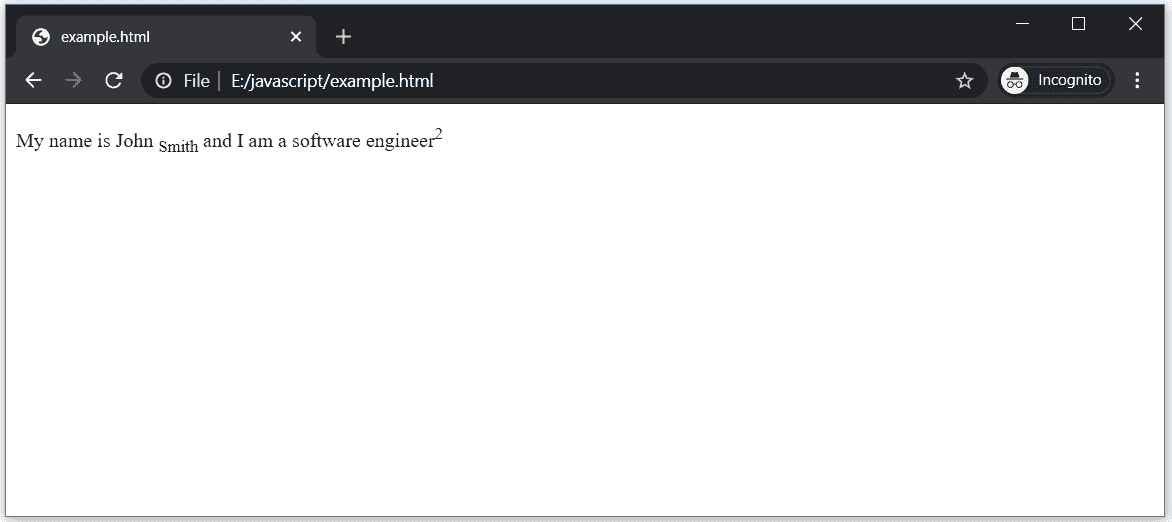 example.html
File E:/javascript/example.html Incognito
My name is John Smith and I am a software engineer2